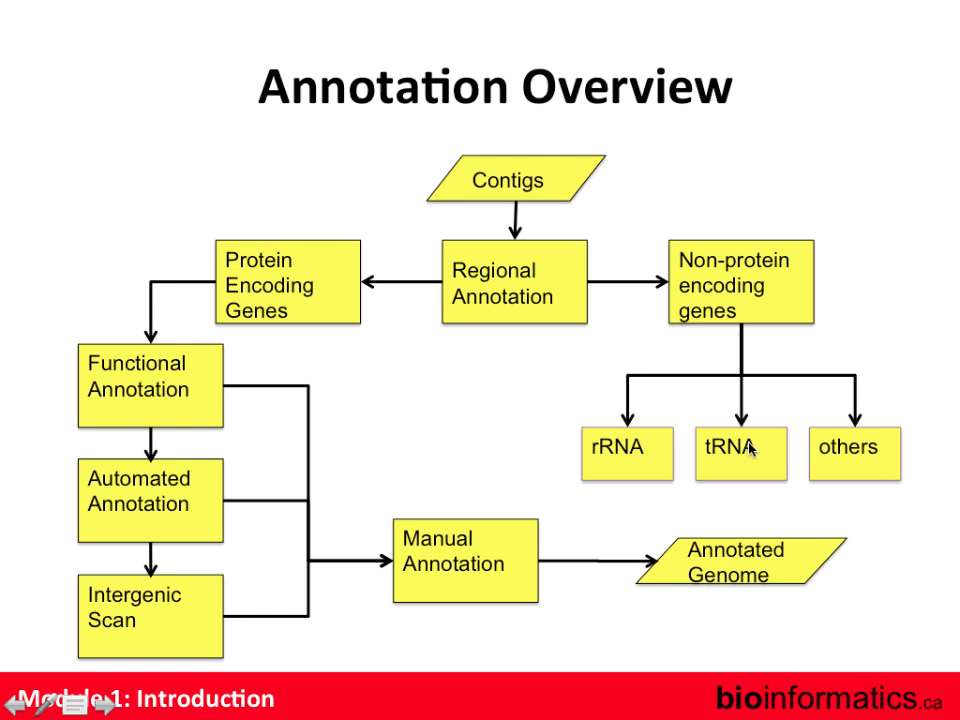 Annotation Overview
Contigs
Protein
Encoding
Genes
Regional
Annotation
Non-protein
encoding
genes
Functional
Annotation
rRNA
tRNA
others
Automated
Annotation
Manual
Annotation
Annotated
Genome
Intergenic
Scan
Module 1: Introduction
bioinformatics.ca